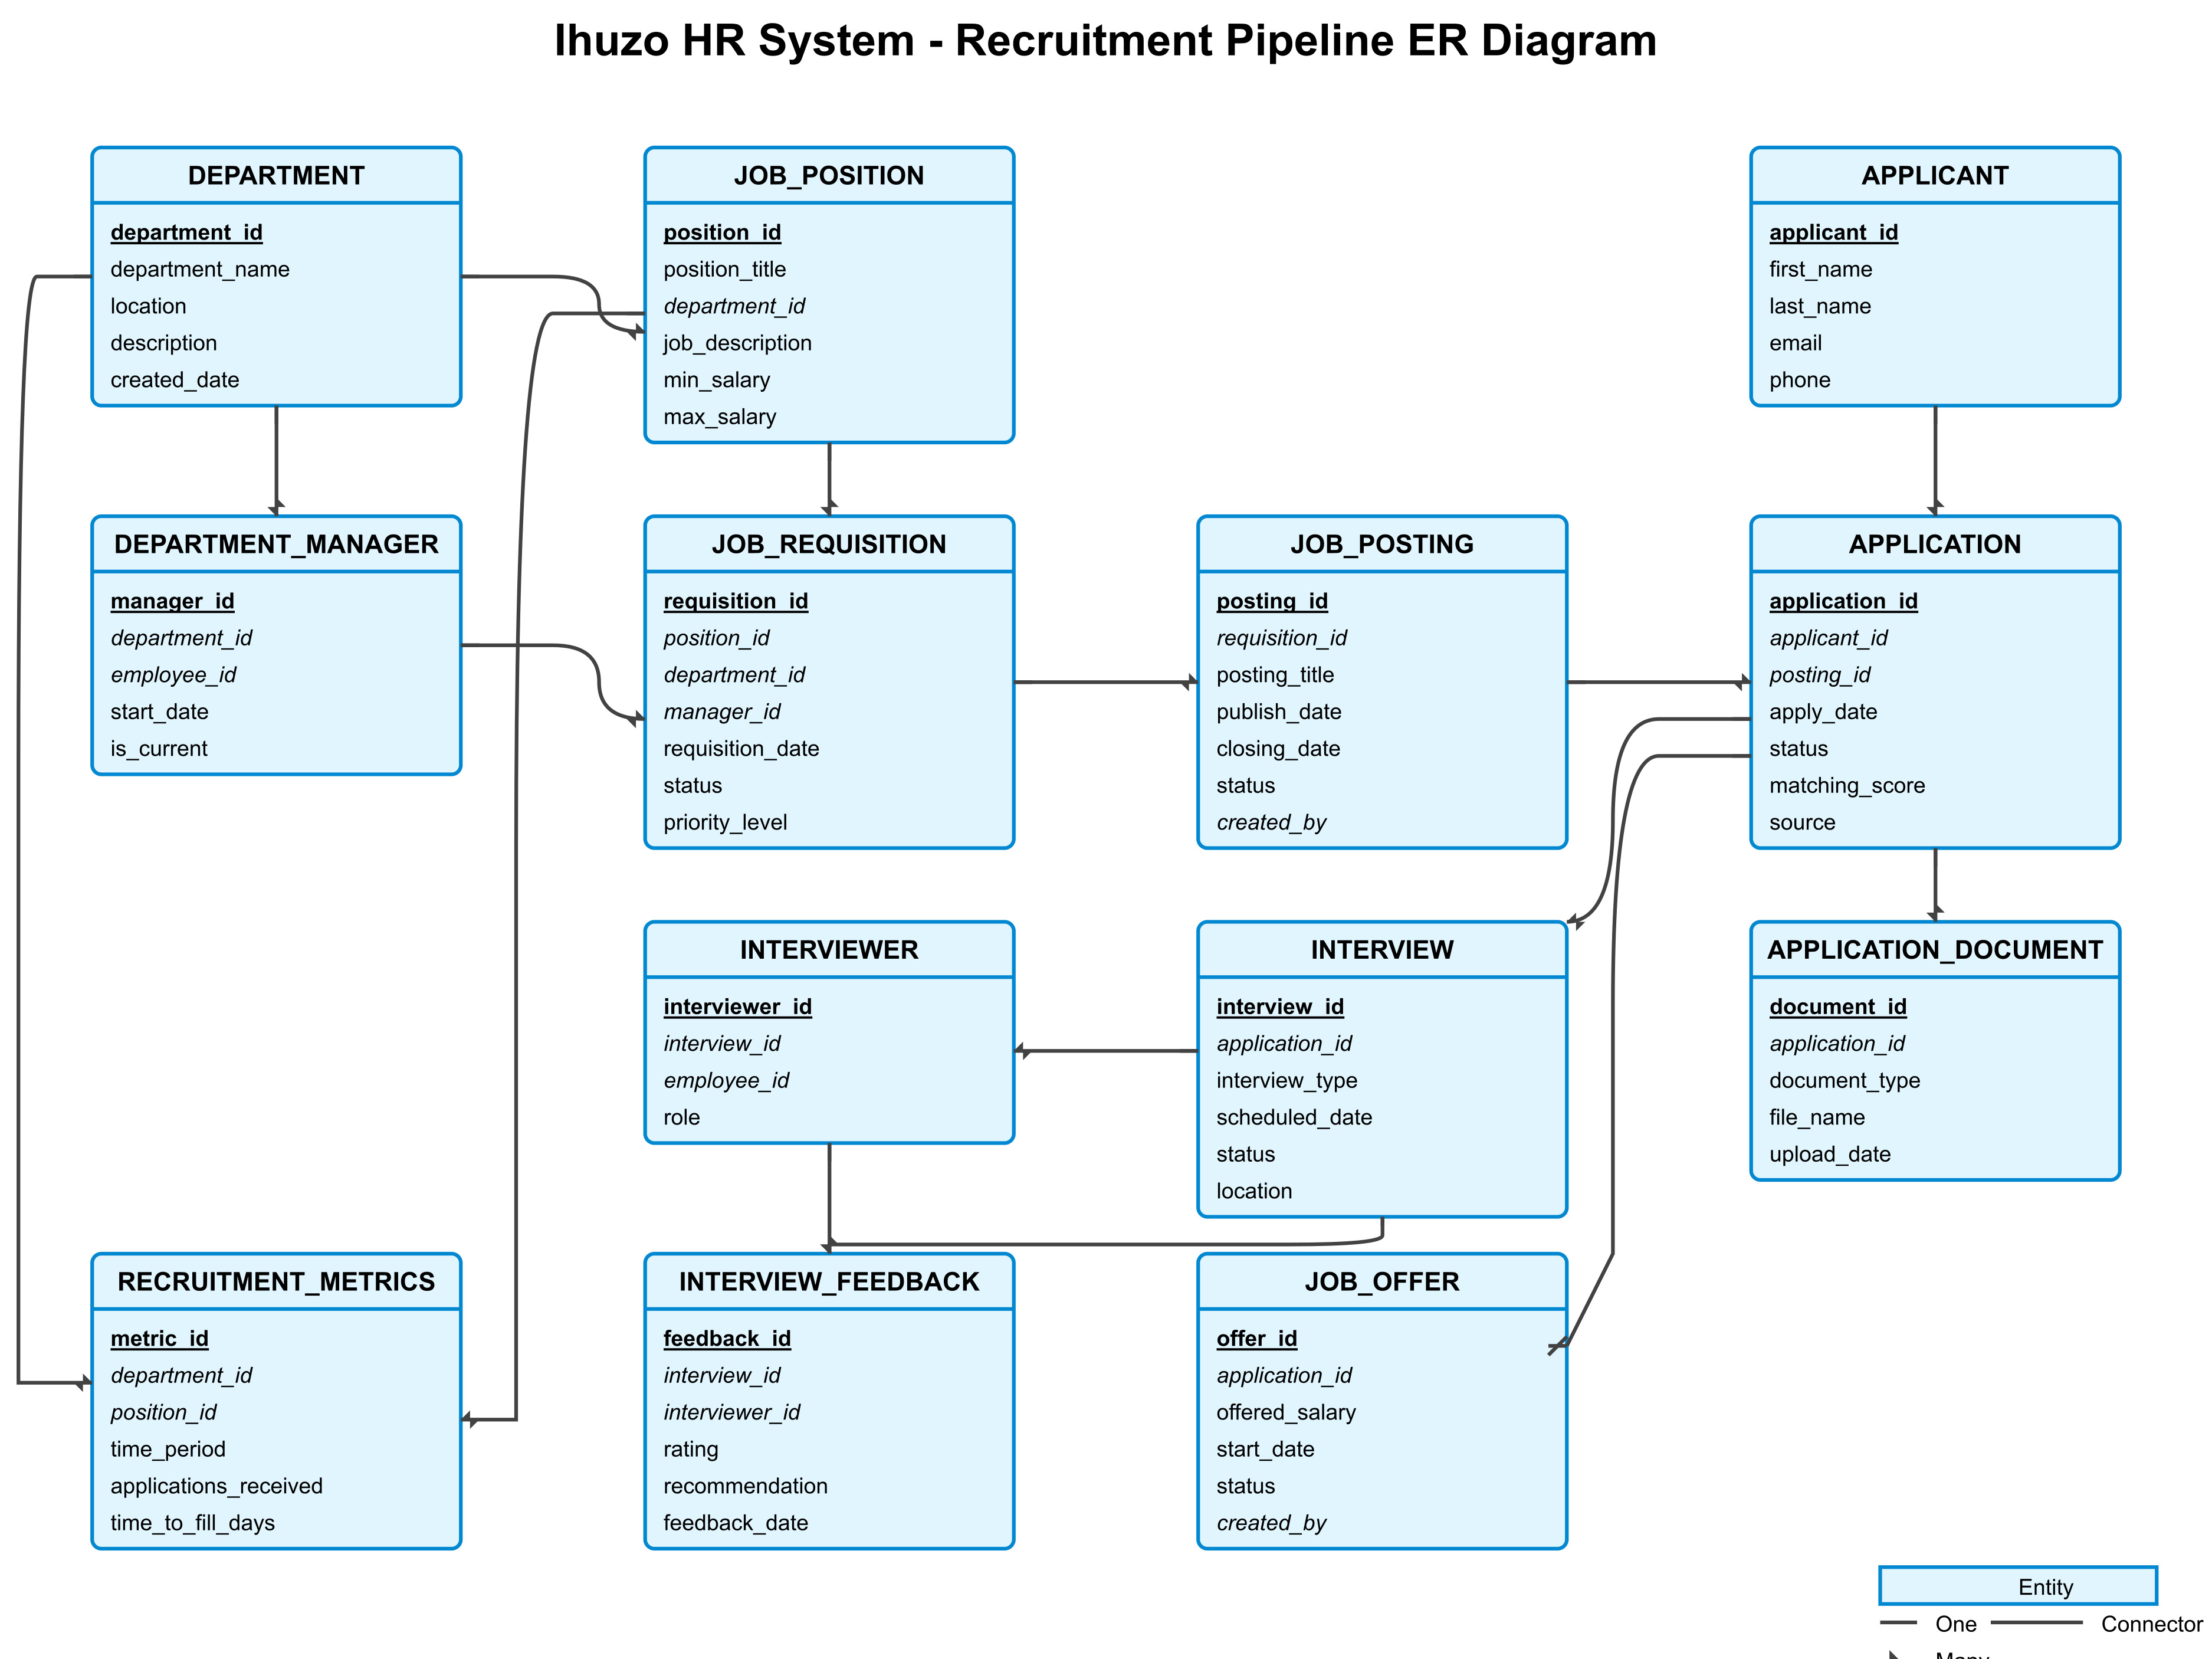 Ihuzo HR System - Recruitment Pipeline ER Diagram
DEPARTMENT
department_id
department_name
location
description
created_date
JOB_POSITION
position_id
position_title
department_id
job_description
min_salary
max_salary
APPLICANT
applicant_id
first_name
last_name
email
phone
DEPARTMENT_MANAGER
manager_id
department_id
employee_id
start_date
is_current
JOB_REQUISITION
requisition_id
position_id
department_id
manager_id
requisition_date
status
priority_level
JOB_POSTING
posting_id
requisition_id
posting_title
publish_date
closing_date
status
created_by
APPLICATION
application_id
applicant_id
posting_id
apply_date
status
matching_score
source
INTERVIEWER
interviewer_id
interview_id
employee_id
role
INTERVIEW
interview_id
application_id
interview_type
scheduled_date
status
location
APPLICATION_DOCUMENT
document_id
application_id
document_type
file_name
upload_date
RECRUITMENT_METRICS
metric_id
department_id
position_id
time_period
applications_received
time_to_fill_days
INTERVIEW_FEEDBACK
feedback_id
interview_id
interviewer_id
rating
recommendation
feedback_date
JOB_OFFER
offer_id
application_id
offered_salary
start_date
status
created_by
Entity
One
Connector
Many